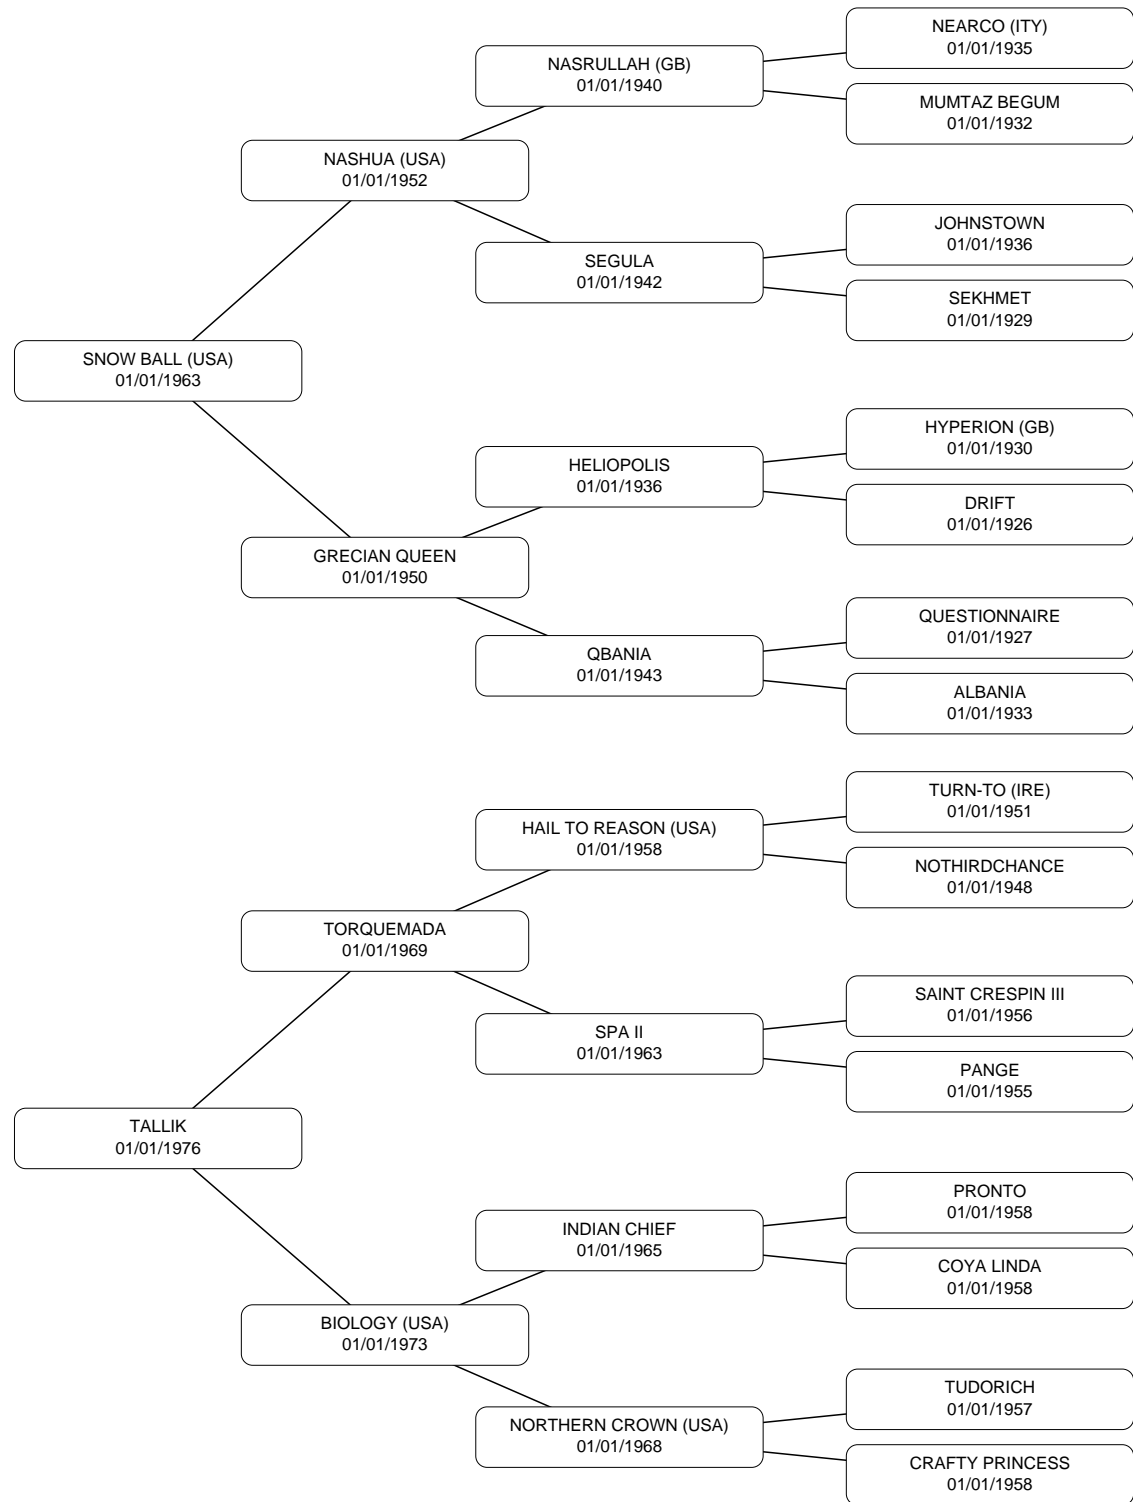 NEARCO (ITY)
01/01/1935
NASRULLAH (GB)
01/01/1940
MUMTAZ BEGUM
01/01/1932
NASHUA (USA)
01/01/1952
JOHNSTOWN
01/01/1936
SEGULA
01/01/1942
SEKHMET
01/01/1929
SNOW BALL (USA)
01/01/1963
HYPERION (GB)
01/01/1930
HELIOPOLIS
01/01/1936
DRIFT
01/01/1926
GRECIAN QUEEN
01/01/1950
QUESTIONNAIRE
01/01/1927
QBANIA
01/01/1943
ALBANIA
01/01/1933
TURN-TO (IRE)
01/01/1951
HAIL TO REASON (USA)
01/01/1958
NOTHIRDCHANCE
01/01/1948
TORQUEMADA
01/01/1969
SAINT CRESPIN III
01/01/1956
SPA II
01/01/1963
PANGE
01/01/1955
TALLIK
01/01/1976
PRONTO
01/01/1958
INDIAN CHIEF
01/01/1965
COYA LINDA
01/01/1958
BIOLOGY (USA)
01/01/1973
TUDORICH
01/01/1957
NORTHERN CROWN (USA)
01/01/1968
CRAFTY PRINCESS
01/01/1958